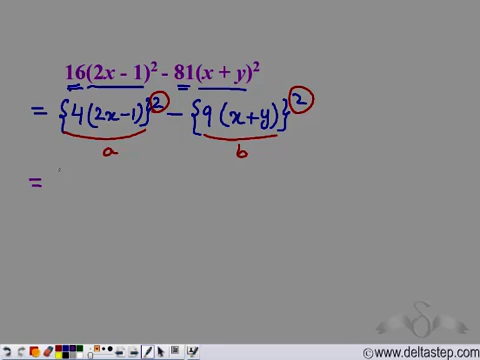 16(2x - 1)² - 81(x + y)²
= {4(2x-1)}² - {9(x+y)}²
a b
=
www.deltastep.com